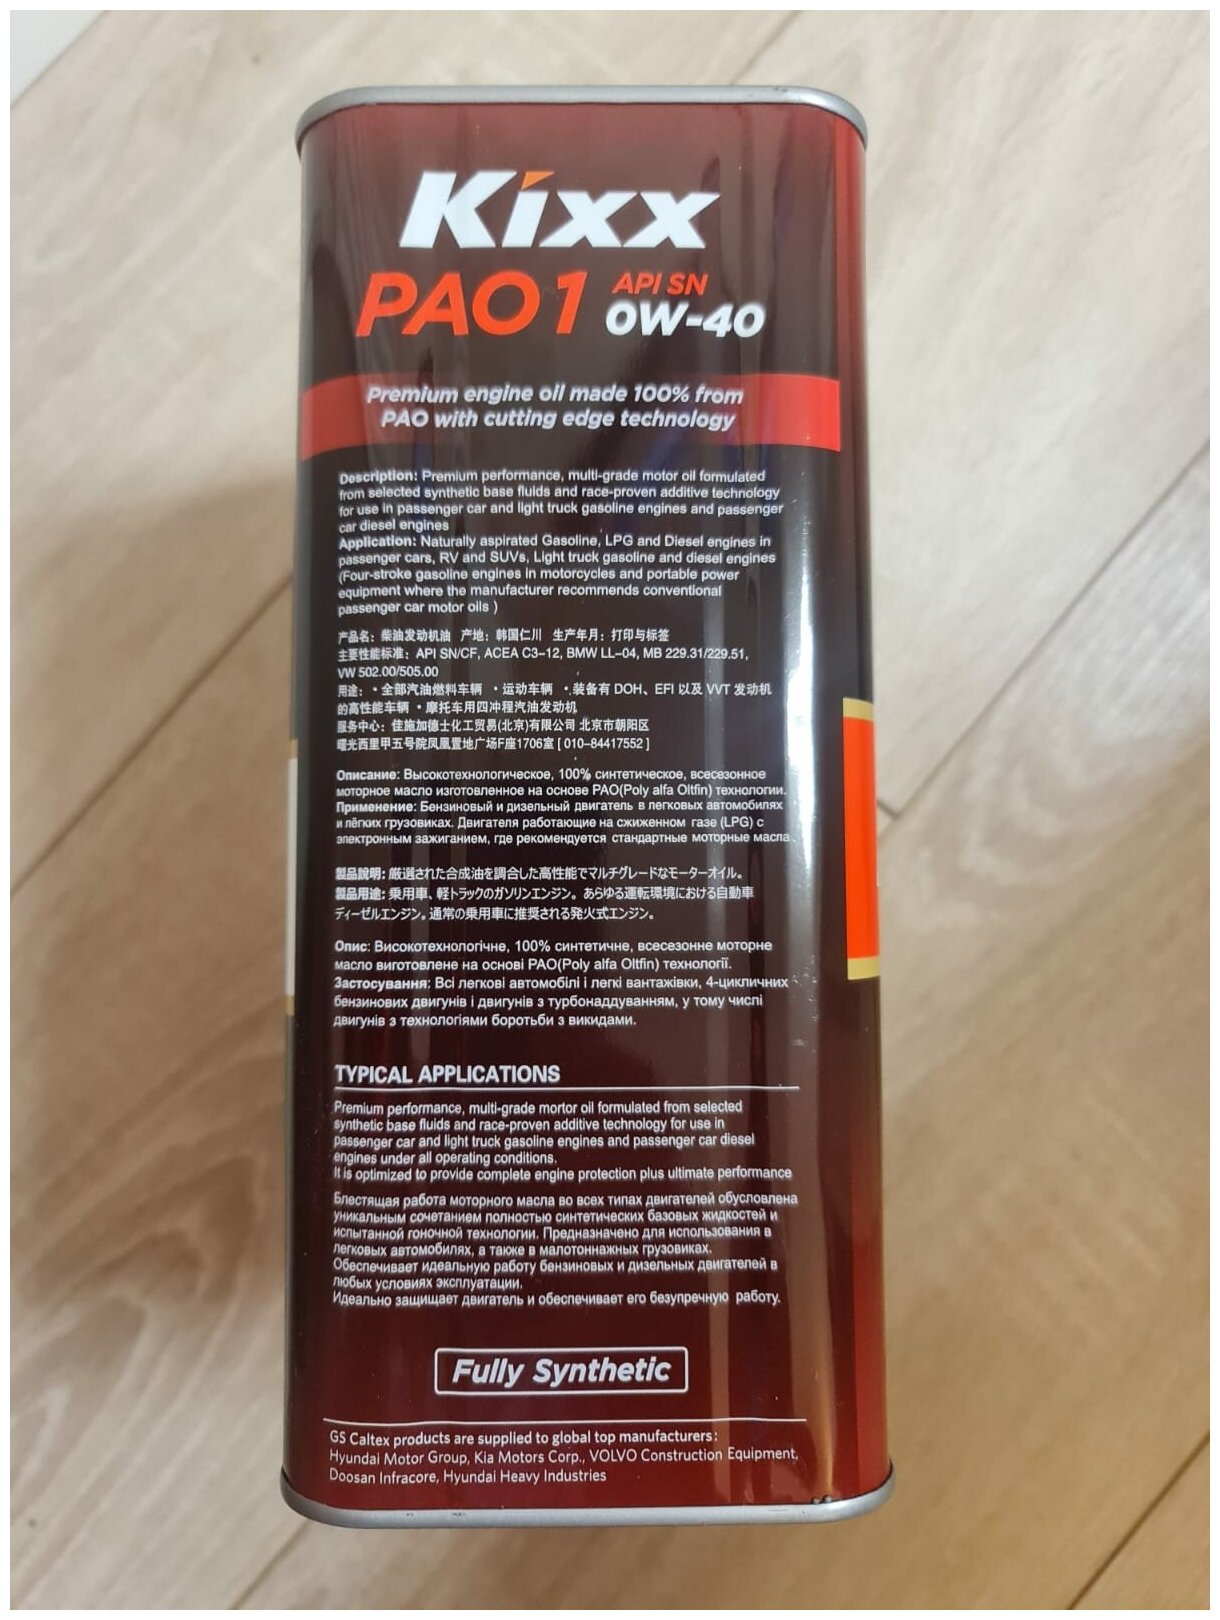 Kixx
PAO 1 API SN
0W-40
Premium engine oil made 100% from
PAO with cutting edge technology
Description: Premium performance, multi-grade motor oil formulated
from selected synthetic base fluids and race-proven additive technology
for use in passenger car and light truck gasoline engines and passenger
car diesel engines
Application: Naturally aspirated Gasoline, LPG and Diesel engines in
passenger cars, RV and SUVs, Light truck gasoline and diesel engines
(Four-stroke gasoline engines in motorcycles and portable power
equipment where the manufacturer recommends conventional
passenger car motor oils )
产品名: 柴油发动机油 产地: 韩国仁川 生产年月: 打印与标签
主要性能标准: API SN/CF, ACEA C3-12, BMW LL-04, MB 229.31/229.51,
VW 502.00/505.00
用途: •全部汽油燃料车辆 •运动车辆 •.装备有 DOH、EFI 以及 VVT 发动机
的高性能车辆 •摩托车用四冲程汽油发动机
服务中心: 佳施加德士化工贸易(北京)有限公司 北京市朝阳区
曙光西里甲五号院凤凰置地广场F座1706室 [ 010-84417552 ]
Описание: Высокотехнологическое, 100% синтетическое, всесезонное
моторное масло изготовленное на основе PAO(Poly alfa Oltfin) технологии.
Применение: Бензиновый и дизельный двигатель в легковых автомобилях
и лёгких грузовиках. Двигателя работающие на сжиженном газе (LPG) с
электронным зажиганием, где рекомендуется стандартные моторные масла.
製品說明: 厳選された合成油を調合した高性能でマルチグレードなモーターオイル。
製品用途: 乗用車、軽トラックのガソリンエンジン。あらゆる運転環境における自動車
ディーゼルエンジン。通常の乗用車に推奨される発火式エンジン。
Опис: Високотехнологічне, 100% синтетичне, всесезонне моторне
масло виготовлене на основі PAO(Poly alfa Oltfin) технології.
Застосування: Всі легкові автомобілі і легкі вантажівки, 4-цикличних
бензинових двигунів і двигунів з турбонаддуванням, у тому числі
двигунів з технологіями боротьби з викидами.
TYPICAL APPLICATIONS
Premium performance, multi-grade mortor oil formulated from selected
synthetic base fluids and race-proven additive technology for use in
passenger car and light truck gasoline engines and passenger car diesel
engines under all operating conditions.
It is optimized to provide complete engine protection plus ultimate performance
Блестящая работа моторного масла во всех типах двигателей обусловлена
уникальным сочетанием полностью синтетических базовых жидкостей и
испытанной гоночной технологии. Предназначено для использования в
легковых автомобилях, а также в малотоннажных грузовиках.
Обеспечивает идеальную работу бензиновых и дизельных двигателей в
любых условиях эксплуатации.
Идеально защищает двигатель и обеспечивает его безупречную работу.
Fully Synthetic
GS Caltex products are supplied to global top manufacturers:
Hyundai Motor Group, Kia Motors Corp., VOLVO Construction Equipment,
Doosan Infracore, Hyundai Heavy Industries